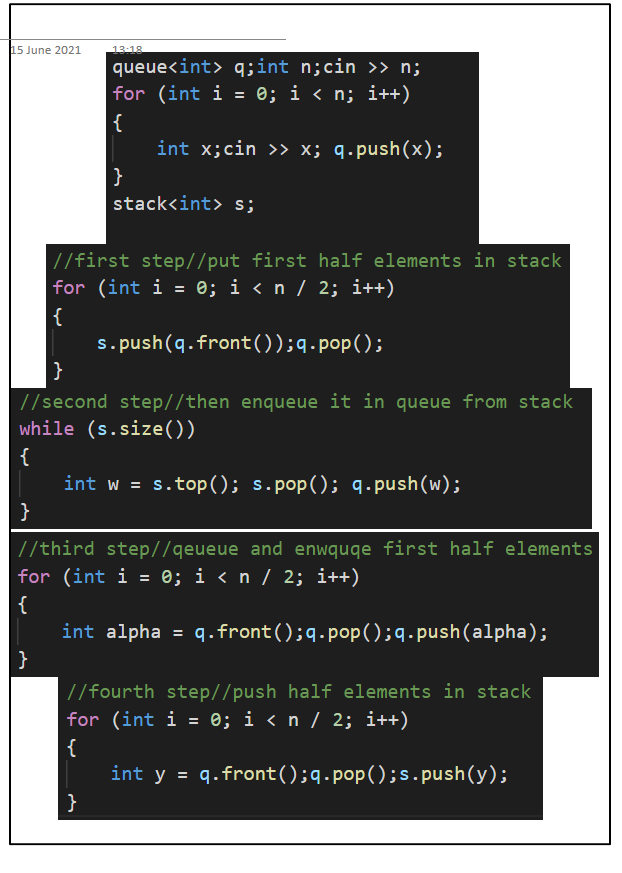 15 June 2021 13:18
queue<int> q;int n;cin >> n;
for (int i = 0; i < n; i++)
{
int x;cin >> x; q.push(x);
}
stack<int> s;
//first step//put first half elements in stack
for (int i = 0; i < n / 2; i++)
{
s.push(q.front());q.pop();
}
//second step//then enqueue it in queue from stack
while (s.size())
{
int w = s.top(); s.pop(); q.push(w);
}
//third step//qeueue and enwquqe first half elements
for (int i = 0; i < n / 2; i++)
{
int alpha = q.front();q.pop();q.push(alpha);
}
//fourth step//push half elements in stack
for (int i = 0; i < n / 2; i++)
{
int y = q.front();q.pop();s.push(y);
}